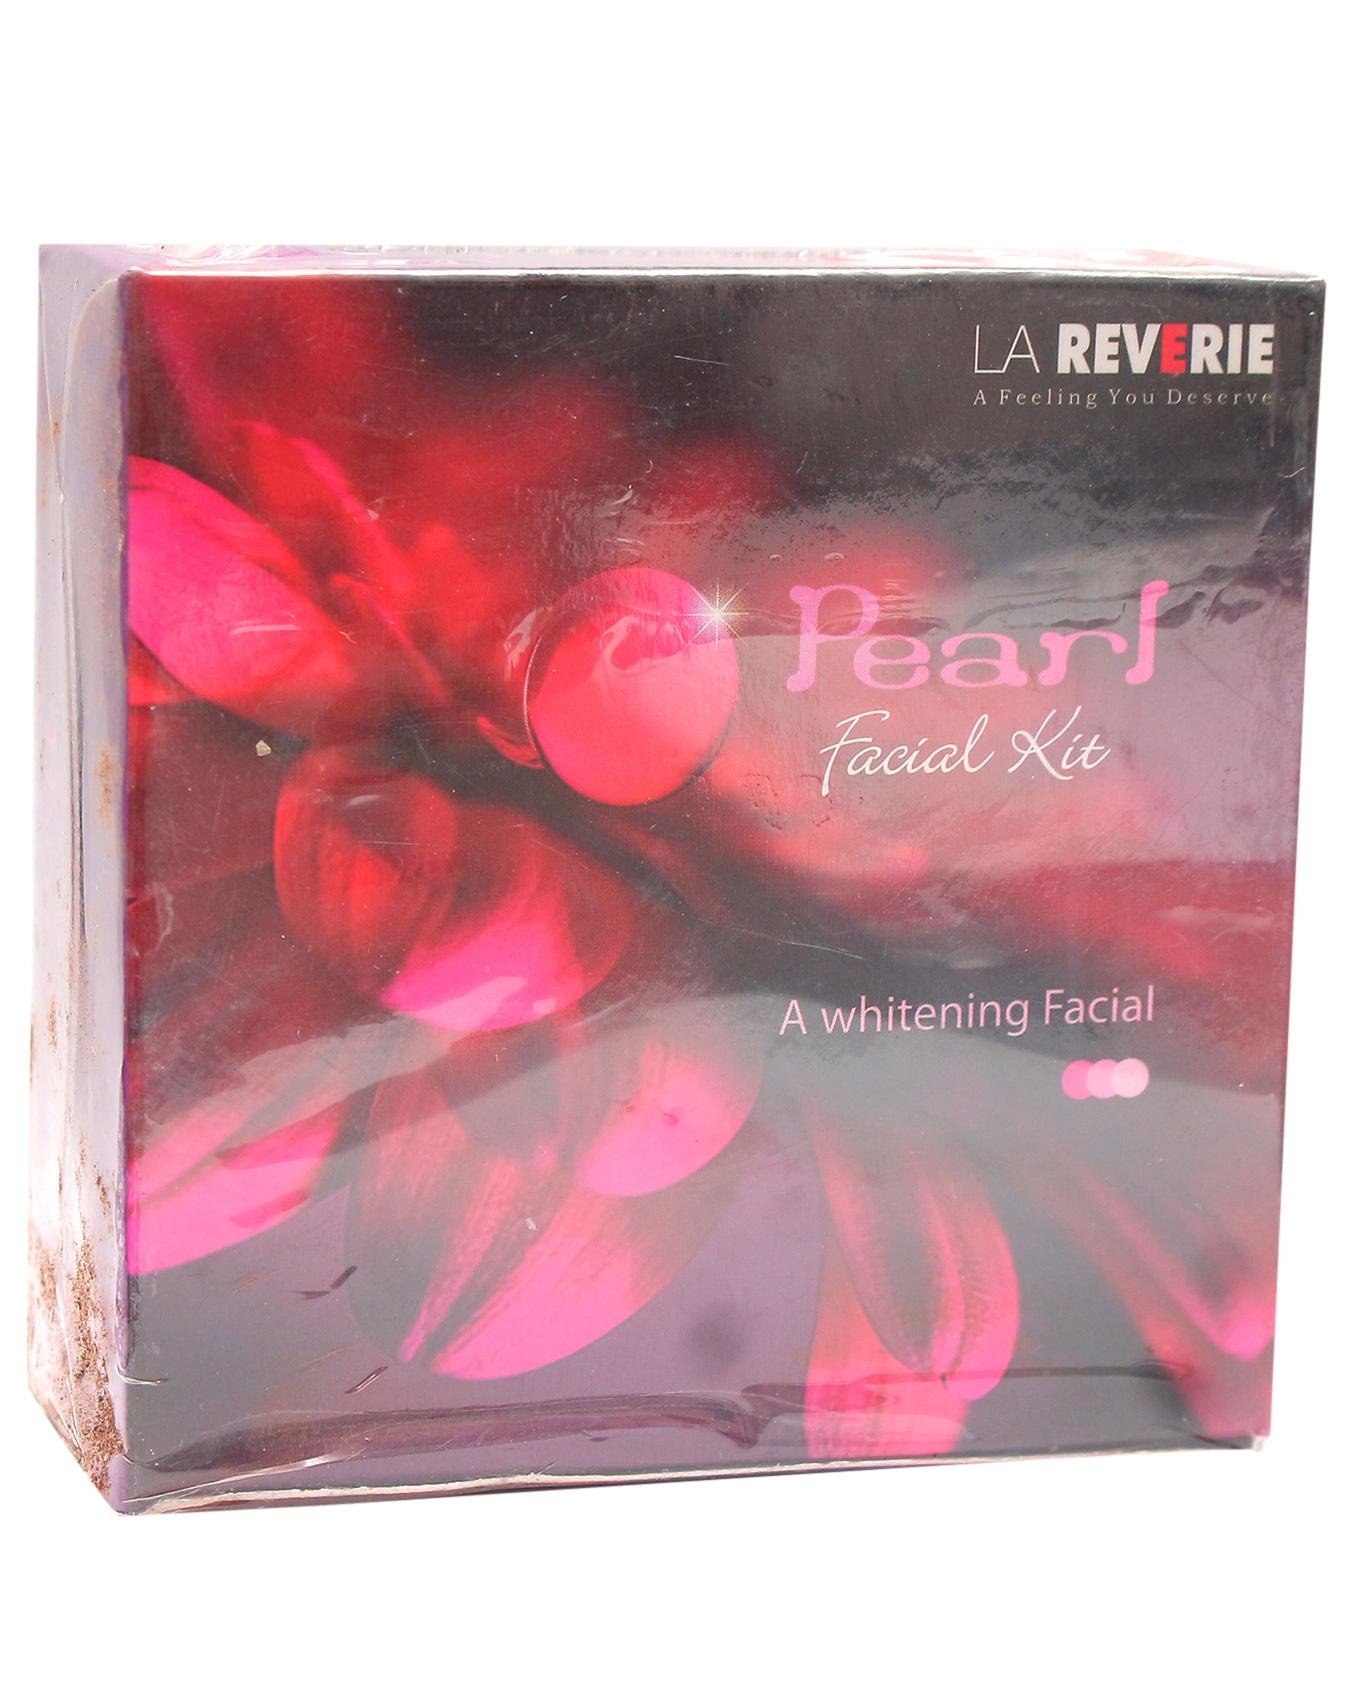 LA REVERIE
A Feeling You Deserve
Pearl
Facial Kit
A whitening Facial